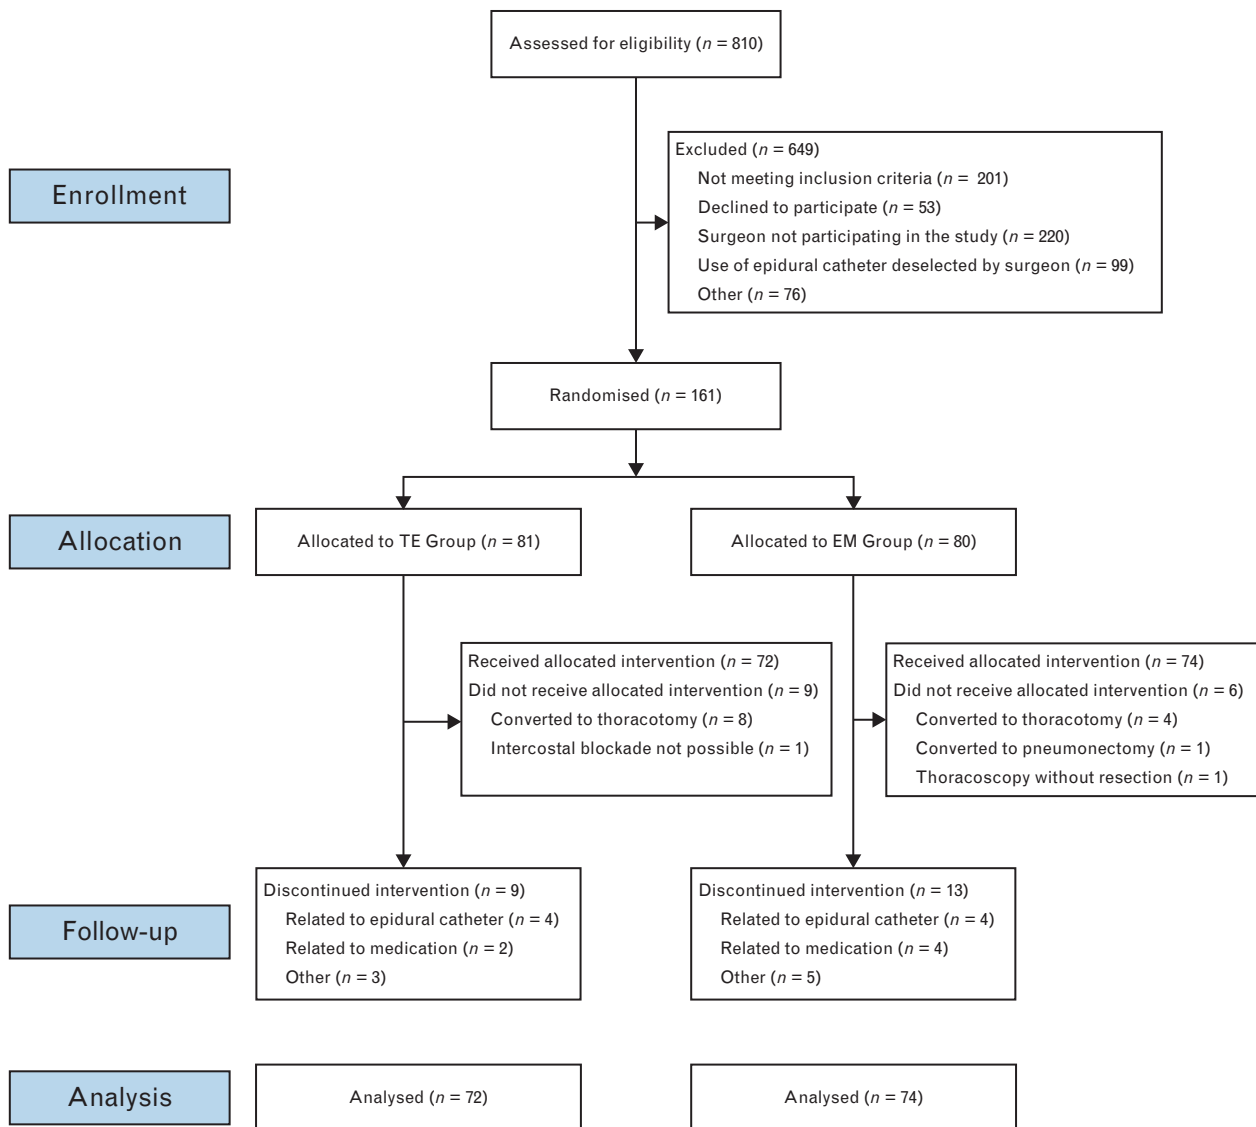 Assessed for eligibility (n = 810)
Enrollment
Excluded (n = 649)
Not meeting inclusion criteria (n = 201)
Declined to participate (n = 53)
Surgeon not participating in the study (n = 220)
Use of epidural catheter deselected by surgeon (n = 99)
Other (n = 76)
Randomised (n = 161)
Allocation
Allocated to TE Group (n = 81)
Allocated to EM Group (n = 80)
Received allocated intervention (n = 72)
Did not receive allocated intervention (n = 9)
Converted to thoracotomy (n = 8)
Intercostal blockade not possible (n = 1)
Received allocated intervention (n = 74)
Did not receive allocated intervention (n = 6)
Converted to thoracotomy (n = 4)
Converted to pneumonectomy (n = 1)
Thoracoscopy without resection (n = 1)
Follow-up
Discontinued intervention (n = 9)
Related to epidural catheter (n = 4)
Related to medication (n = 2)
Other (n = 3)
Discontinued intervention (n = 13)
Related to epidural catheter (n = 4)
Related to medication (n = 4)
Other (n = 5)
Analysis
Analysed (n = 72)
Analysed (n = 74)